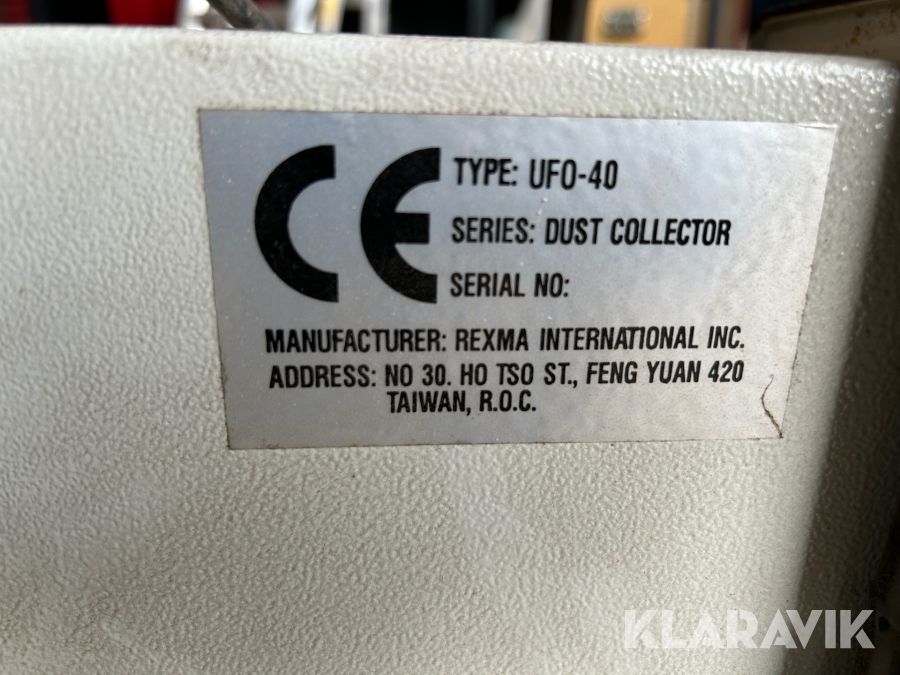 CE
TYPE: UFO-40
SERIES: DUST COLLECTOR
SERIAL NO:
MANUFACTURER: REXMA INTERNATIONAL INC.
ADDRESS: NO 30. HO TSO ST., FENG YUAN 420
TAIWAN, R.O.C.
KLARAVIK